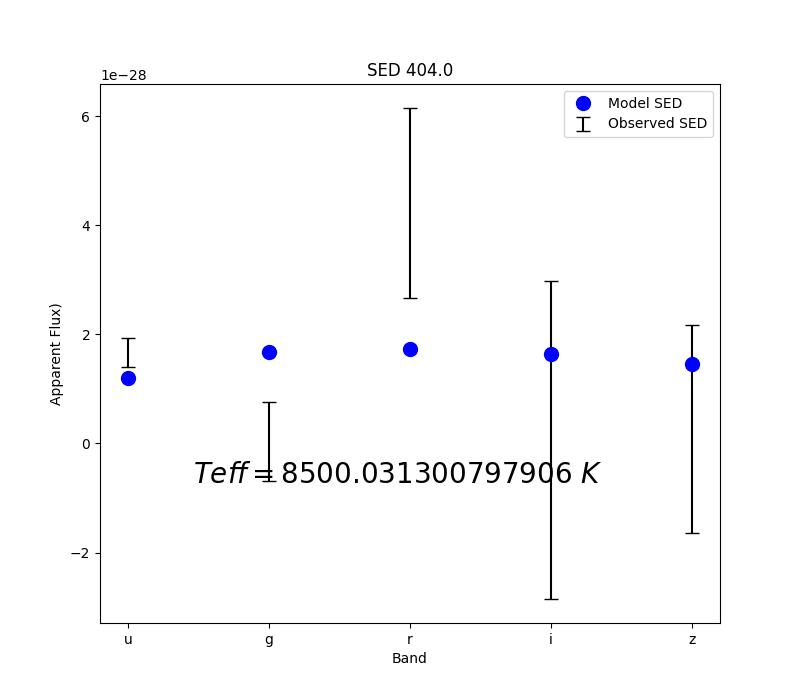 SED 404.0
1e−28
Model SED
Observed SED
6
4
2
0
−2
Apparent Flux)
Teff = 8500.031300797906 K
u g r i z
Band